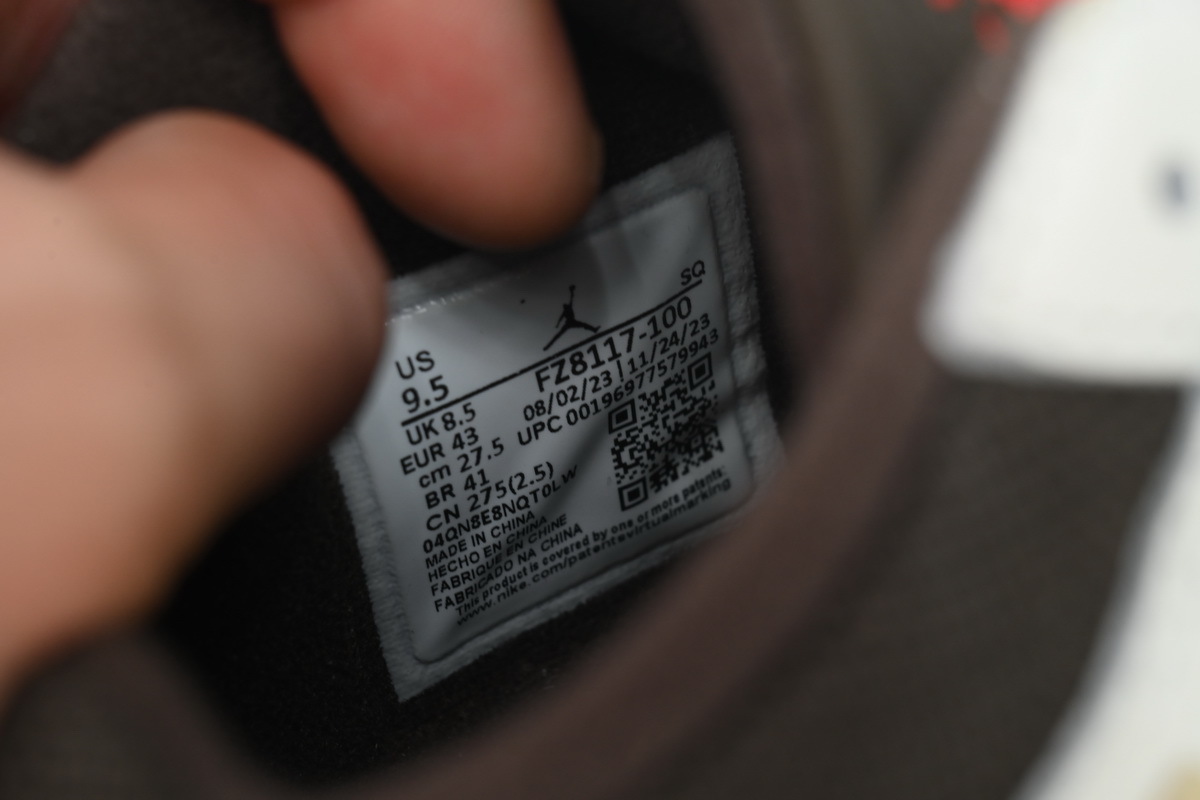 SQ
US
9.5
FZ8117-100
UK 8.5
08/02/23 | 11/24/23
EUR 43
UPC 00196977579943
cm 27.5
BR 41
CN 275(2.5)
04QN8E8NQT0LW
MADE IN CHINA
HECHO EN CHINA
FABRIQUE EN CHINE
FABRICADO NA CHINA
This product is covered by one or more patents:
www.nike.com/patentsvirtualmarking